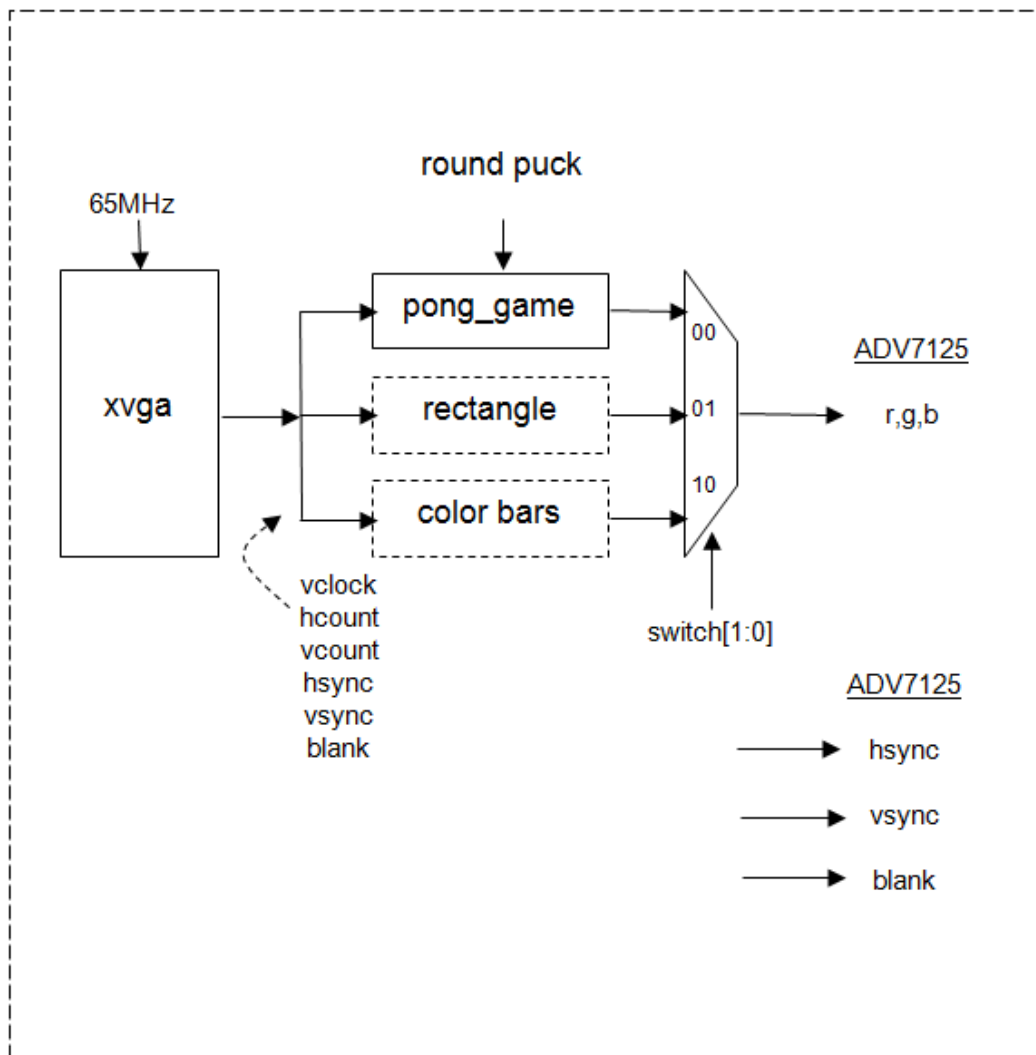 round puck
65MHz
pong_game
00
ADV7125
xvga
rectangle
01
r,g,b
10
color bars
vclock
hcount
vcount
hsync
vsync
blank
switch[1:0]
ADV7125
hsync
vsync
blank